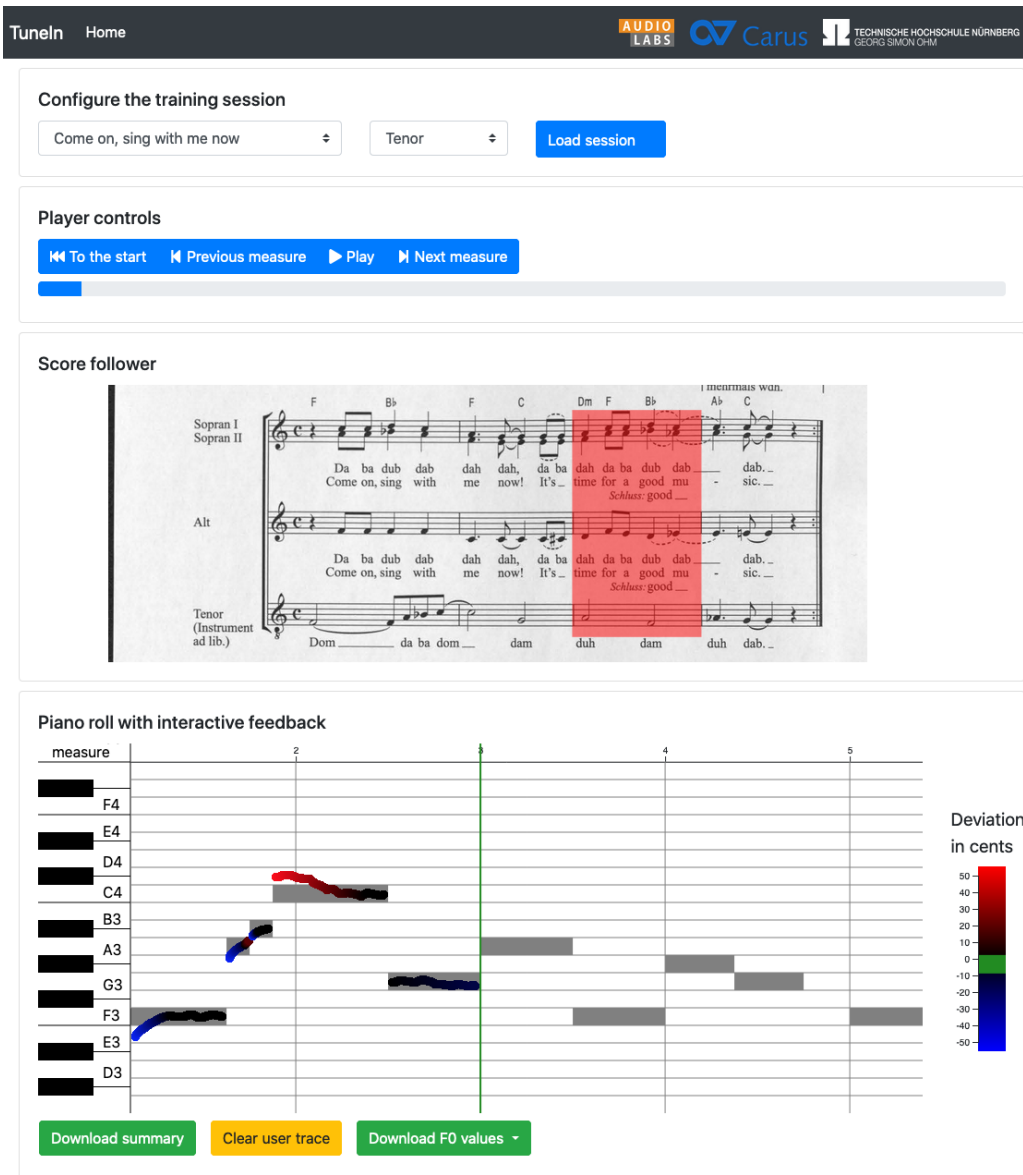 TuneIn Home AUDIO LABS Carus TECHNISCHE HOCHSCHULE NÜRNBERG
GEORG SIMON OHM
Configure the training session
Come on, sing with me now Tenor Load session
Player controls
To the start Previous measure Play Next measure
Score follower
mehrmals wdh.
F B♭ F C Dm F B♭ A♭ C
Sopran I
Sopran II
Da ba dub dab dah dah, da ba dah da ba dub dab dab.
Come on, sing with me now! It's time for a good mu - sic.
Schluss: good
Alt
Da ba dub dab dah dah, da ba dah da ba dub dab dab.
Come on, sing with me now! It's time for a good mu - sic.
Schluss: good
Tenor
(Instrument
ad lib.)
8
Dom da ba dom dam duh dam duh dab.
Piano roll with interactive feedback
measure 2 3 4 5
F4
E4
D4
C4
B3
A3
G3
F3
E3
D3
Deviation
in cents
50
40
30
20
10
0
-10
-20
-30
-40
-50
Download summary Clear user trace Download F0 values